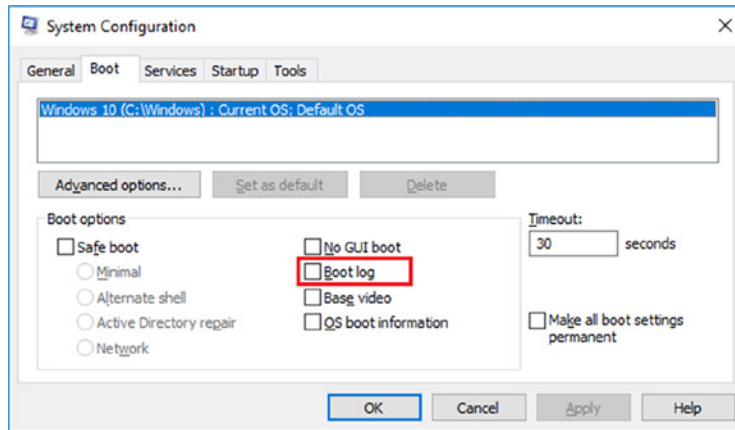 System Configuration
General Boot Services Startup Tools
Windows 10 (C:\Windows) : Current OS; Default OS
Advanced options... Set as default Delete
Boot options
Timeout:
Safe boot No GUI boot 30 seconds
Minimal Boot log
Alternate shell Base video
Active Directory repair OS boot information Make all boot settings
permanent
Network
OK Cancel Apply Help